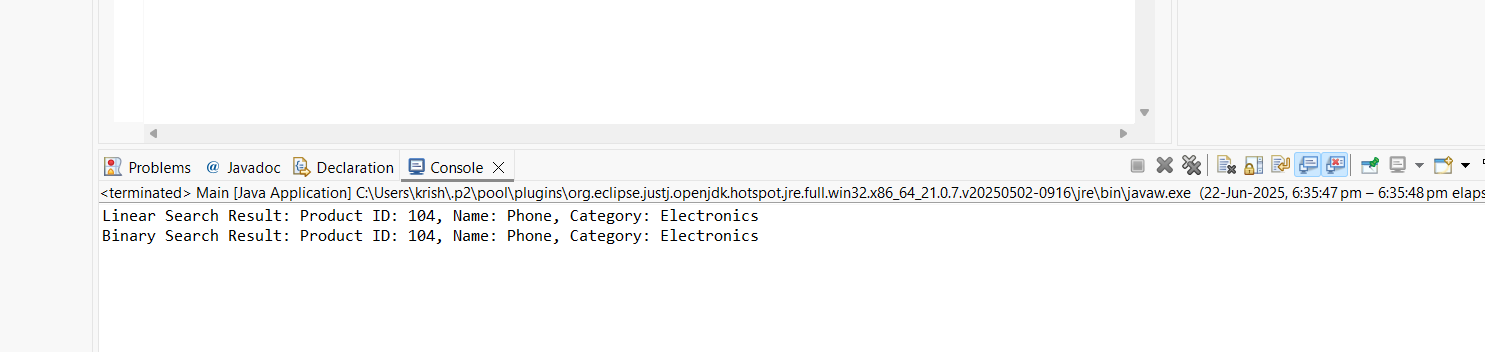 Problems @ Javadoc Declaration Console
<terminated> Main [Java Application] C:\Users\krish\.p2\pool\plugins\org.eclipse.justj.openjdk.hotspot.jre.full.win32.x86_64_21.0.7.v20250502-0916\jre\bin\javaw.exe (22-Jun-2025, 6:35:47 pm – 6:35:48 pm elaps
Linear Search Result: Product ID: 104, Name: Phone, Category: Electronics
Binary Search Result: Product ID: 104, Name: Phone, Category: Electronics